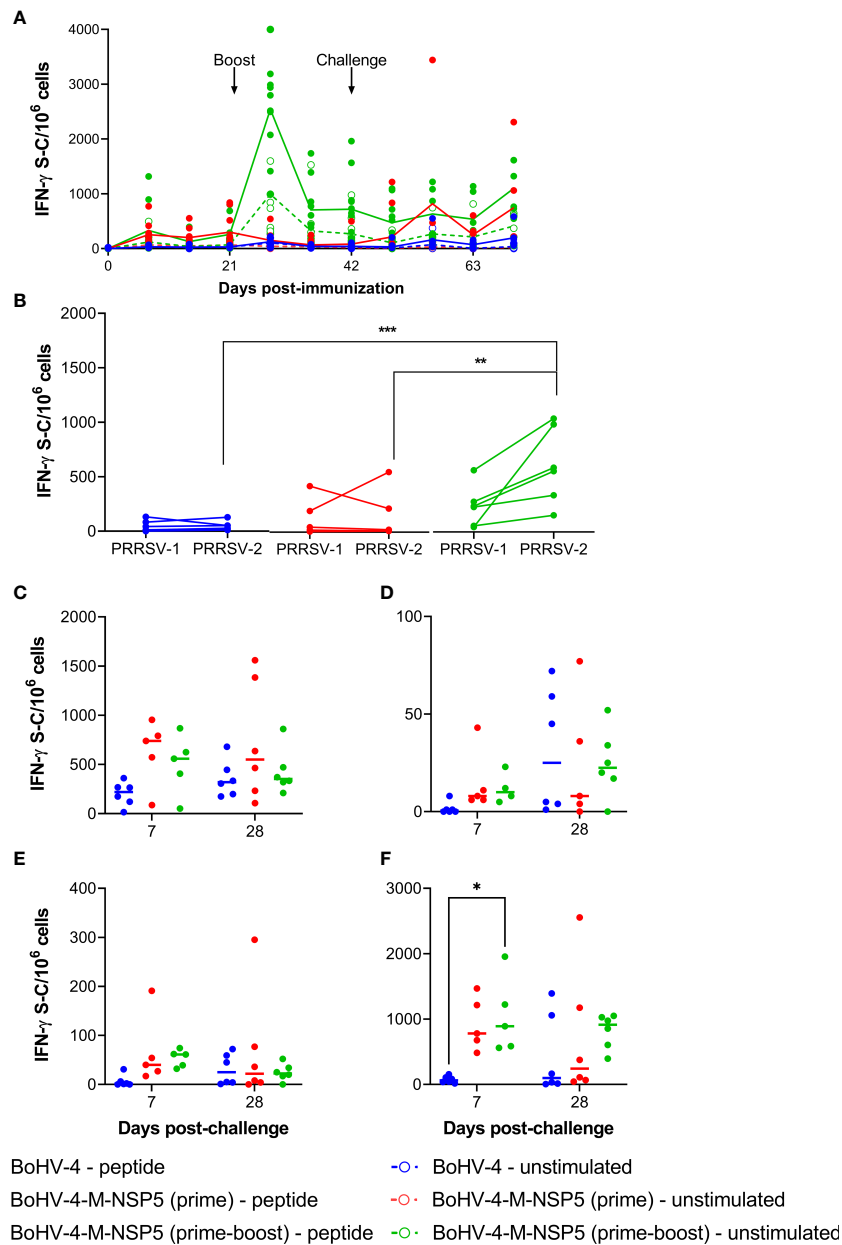 A
IFN-γ S-C/10⁶ cells
4000
3000
2000
1000
0
Boost
Challenge
0
21
42
63
Days post-immunization
B
IFN-γ S-C/10⁶ cells
2000
1500
1000
500
0
***
**
PRRSV-1
PRRSV-2
PRRSV-1
PRRSV-2
PRRSV-1
PRRSV-2
C
IFN-γ S-C/10⁶ cells
2000
1500
1000
500
0
7
28
D
100
50
0
7
28
E
IFN-γ S-C/10⁶ cells
400
300
200
100
0
7
28
Days post-challenge
F
3000
2000
1000
0
*
7
28
Days post-challenge
BoHV-4 - peptide
BoHV-4 - unstimulated
BoHV-4-M-NSP5 (prime) - peptide
BoHV-4-M-NSP5 (prime) - unstimulated
BoHV-4-M-NSP5 (prime-boost) - peptide
BoHV-4-M-NSP5 (prime-boost) - unstimulated